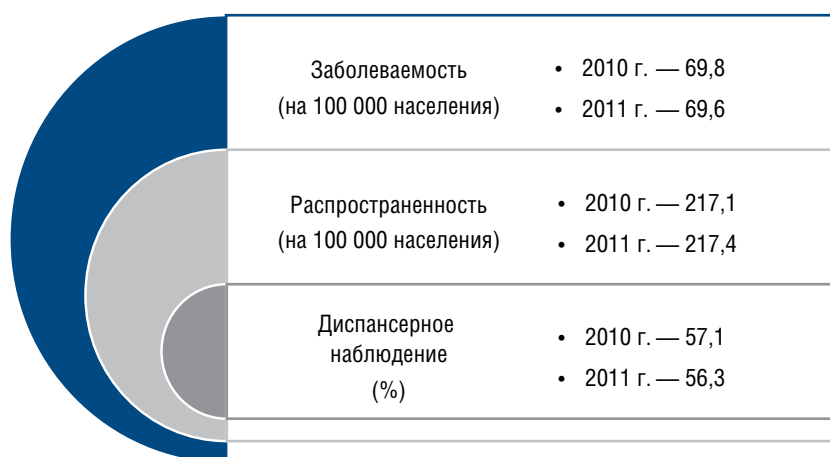 Заболеваемость
(на 100 000 населения)
• 2010 г. — 69,8
• 2011 г. — 69,6
Распространенность
(на 100 000 населения)
• 2010 г. — 217,1
• 2011 г. — 217,4
Диспансерное
наблюдение
(%)
• 2010 г. — 57,1
• 2011 г. — 56,3